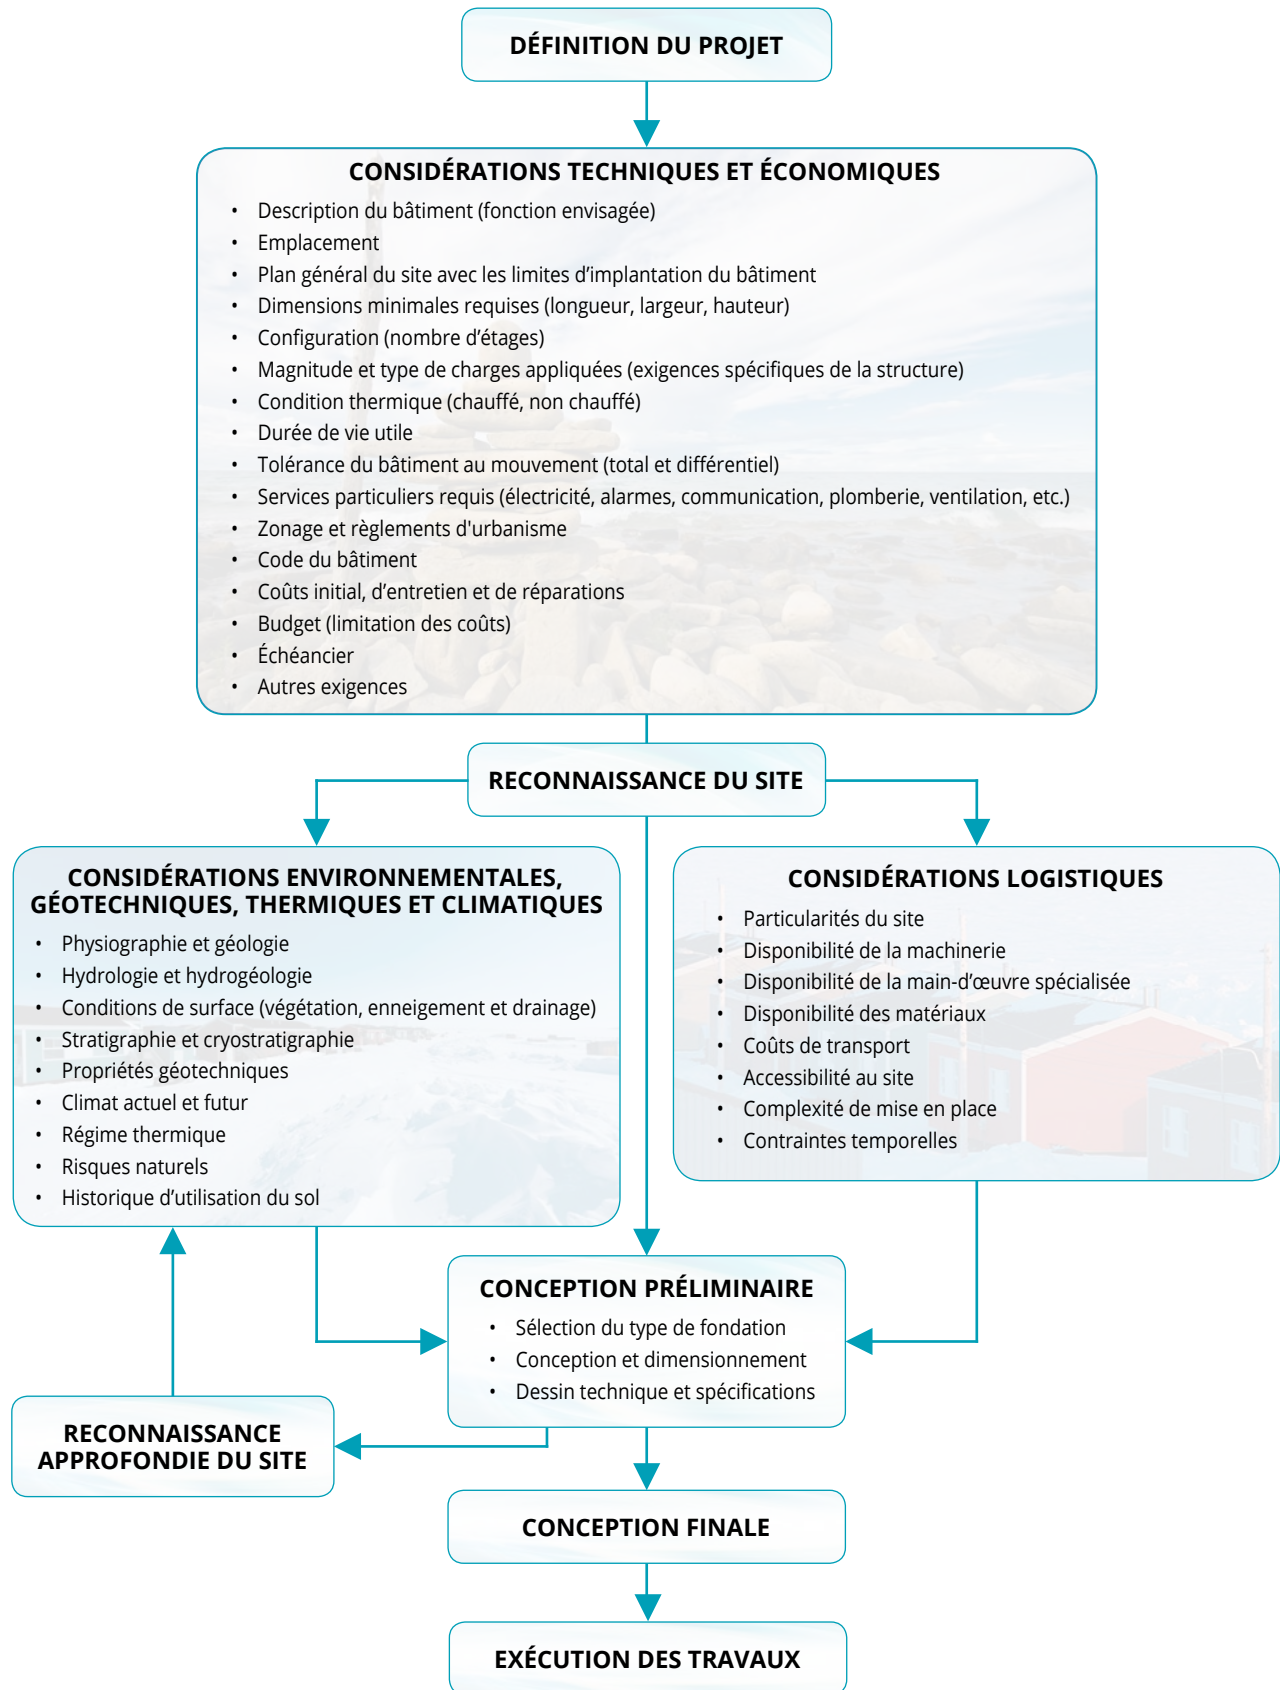 DÉFINITION DU PROJET
CONSIDÉRATIONS TECHNIQUES ET ÉCONOMIQUES
• Description du bâtiment (fonction envisagée)
• Emplacement
• Plan général du site avec les limites d’implantation du bâtiment
• Dimensions minimales requises (longueur, largeur, hauteur)
• Configuration (nombre d’étages)
• Magnitude et type de charges appliquées (exigences spécifiques de la structure)
• Condition thermique (chauffé, non chauffé)
• Durée de vie utile
• Tolérance du bâtiment au mouvement (total et différentiel)
• Services particuliers requis (électricité, alarmes, communication, plomberie, ventilation, etc.)
• Zonage et règlements d'urbanisme
• Code du bâtiment
• Coûts initial, d’entretien et de réparations
• Budget (limitation des coûts)
• Échéancier
• Autres exigences
RECONNAISSANCE DU SITE
CONSIDÉRATIONS ENVIRONNEMENTALES,
GÉOTECHNIQUES, THERMIQUES ET CLIMATIQUES
• Physiographie et géologie
• Hydrologie et hydrogéologie
• Conditions de surface (végétation, enneigement et drainage)
• Stratigraphie et cryostratigraphie
• Propriétés géotechniques
• Climat actuel et futur
• Régime thermique
• Risques naturels
• Historique d’utilisation du sol
CONSIDÉRATIONS LOGISTIQUES
• Particularités du site
• Disponibilité de la machinerie
• Disponibilité de la main-d’œuvre spécialisée
• Disponibilité des matériaux
• Coûts de transport
• Accessibilité au site
• Complexité de mise en place
• Contraintes temporelles
CONCEPTION PRÉLIMINAIRE
• Sélection du type de fondation
• Conception et dimensionnement
• Dessin technique et spécifications
RECONNAISSANCE
APPROFONDIE DU SITE
CONCEPTION FINALE
EXÉCUTION DES TRAVAUX